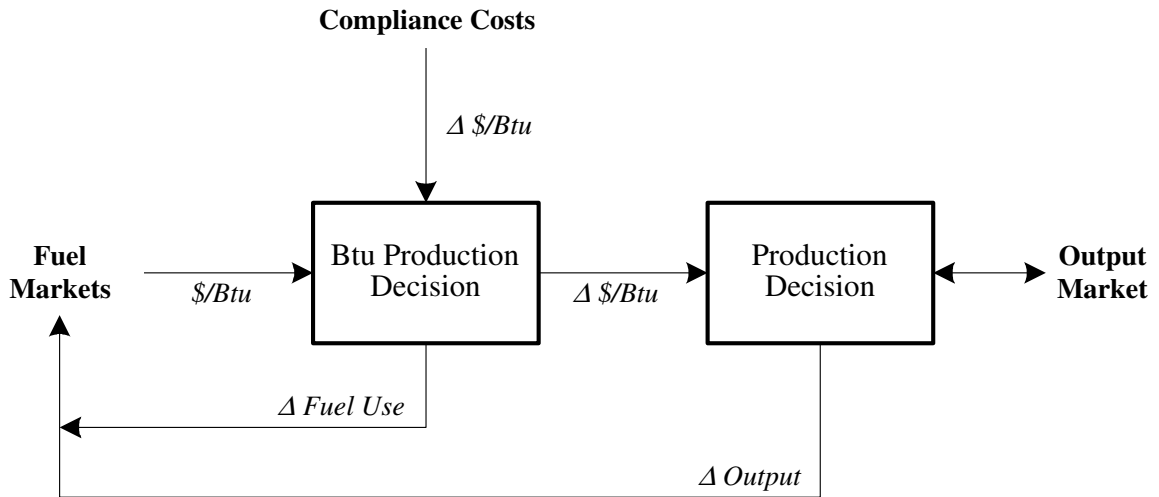 Compliance Costs
Δ $/Btu
Fuel
Markets
$/Btu
Btu Production
Decision
Δ $/Btu
Production
Decision
Output
Market
Δ Fuel Use
Δ Output